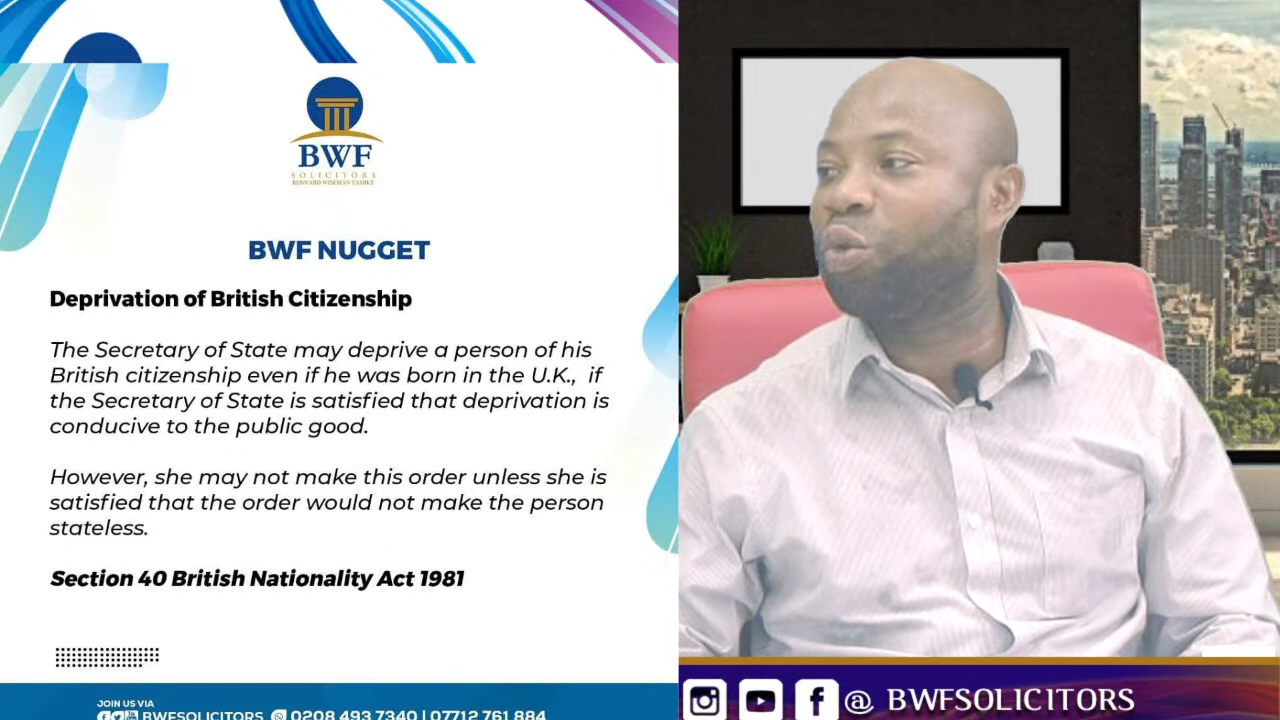 BWF
SOLICITORS
BENNARD WISEMAN FAMILY
BWF NUGGET
Deprivation of British Citizenship
The Secretary of State may deprive a person of his
British citizenship even if he was born in the U.K., if
the Secretary of State is satisfied that deprivation is
conducive to the public good.
However, she may not make this order unless she is
satisfied that the order would not make the person
stateless.
Section 40 British Nationality Act 1981
JOIN US VIA
BWFSOLICITORS 0208 493 7340 | 07712 761 884
@ BWFSOLICITORS